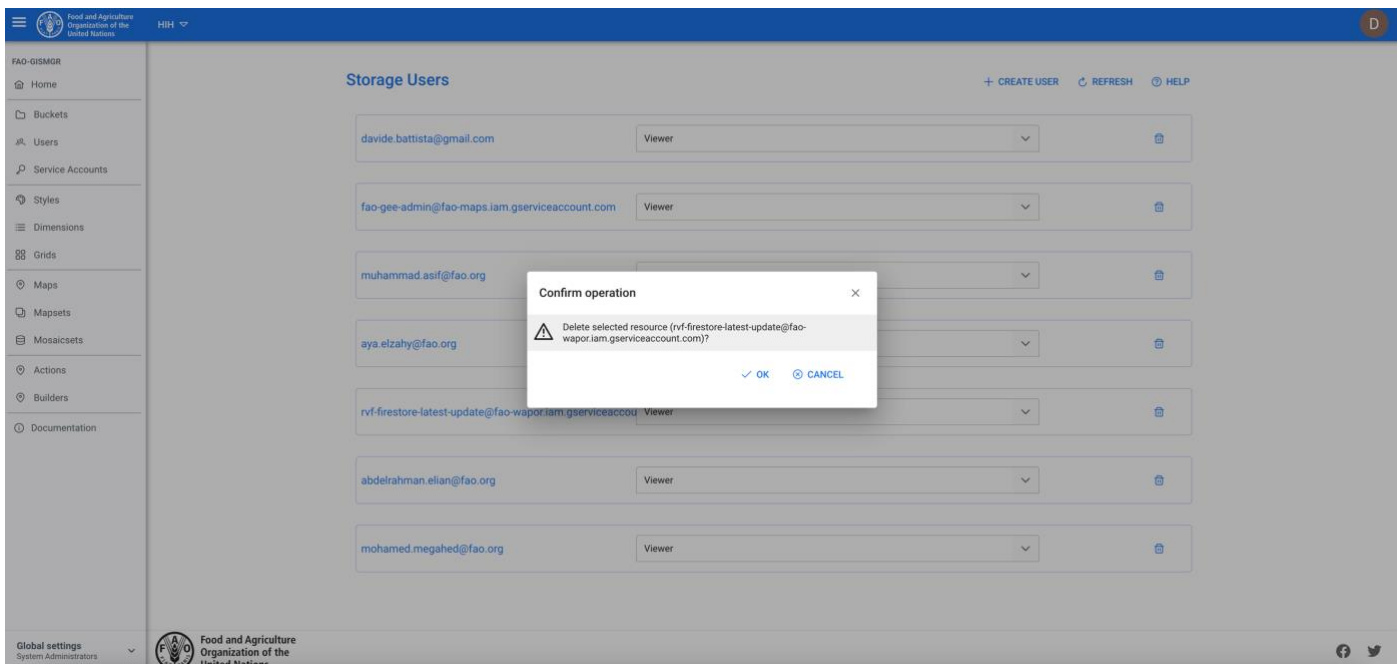 Food and Agriculture
Organization of the
United Nations
HIH
D
FAO-GISMGR
Home
Buckets
Users
Service Accounts
Styles
Dimensions
Grids
Maps
Mapsets
Mosaicsets
Actions
Builders
Documentation
Global settings
System Administrators
Storage Users
CREATE USER
REFRESH
HELP
davide.battista@gmail.com
Viewer
fao-gee-admin@fao-maps.iam.gserviceaccount.com
Viewer
muhammad.asif@fao.org
aya.elzahy@fao.org
rvf-firestore-latest-update@fao-wapor.iam.gserviceaccou
Viewer
abdelrahman.elian@fao.org
Viewer
mohamed.megahed@fao.org
Viewer
Confirm operation
Delete selected resource (rvf-firestore-latest-update@fao-
wapor.iam.gserviceaccount.com)?
OK
CANCEL
Food and Agriculture
Organization of the
United Nations